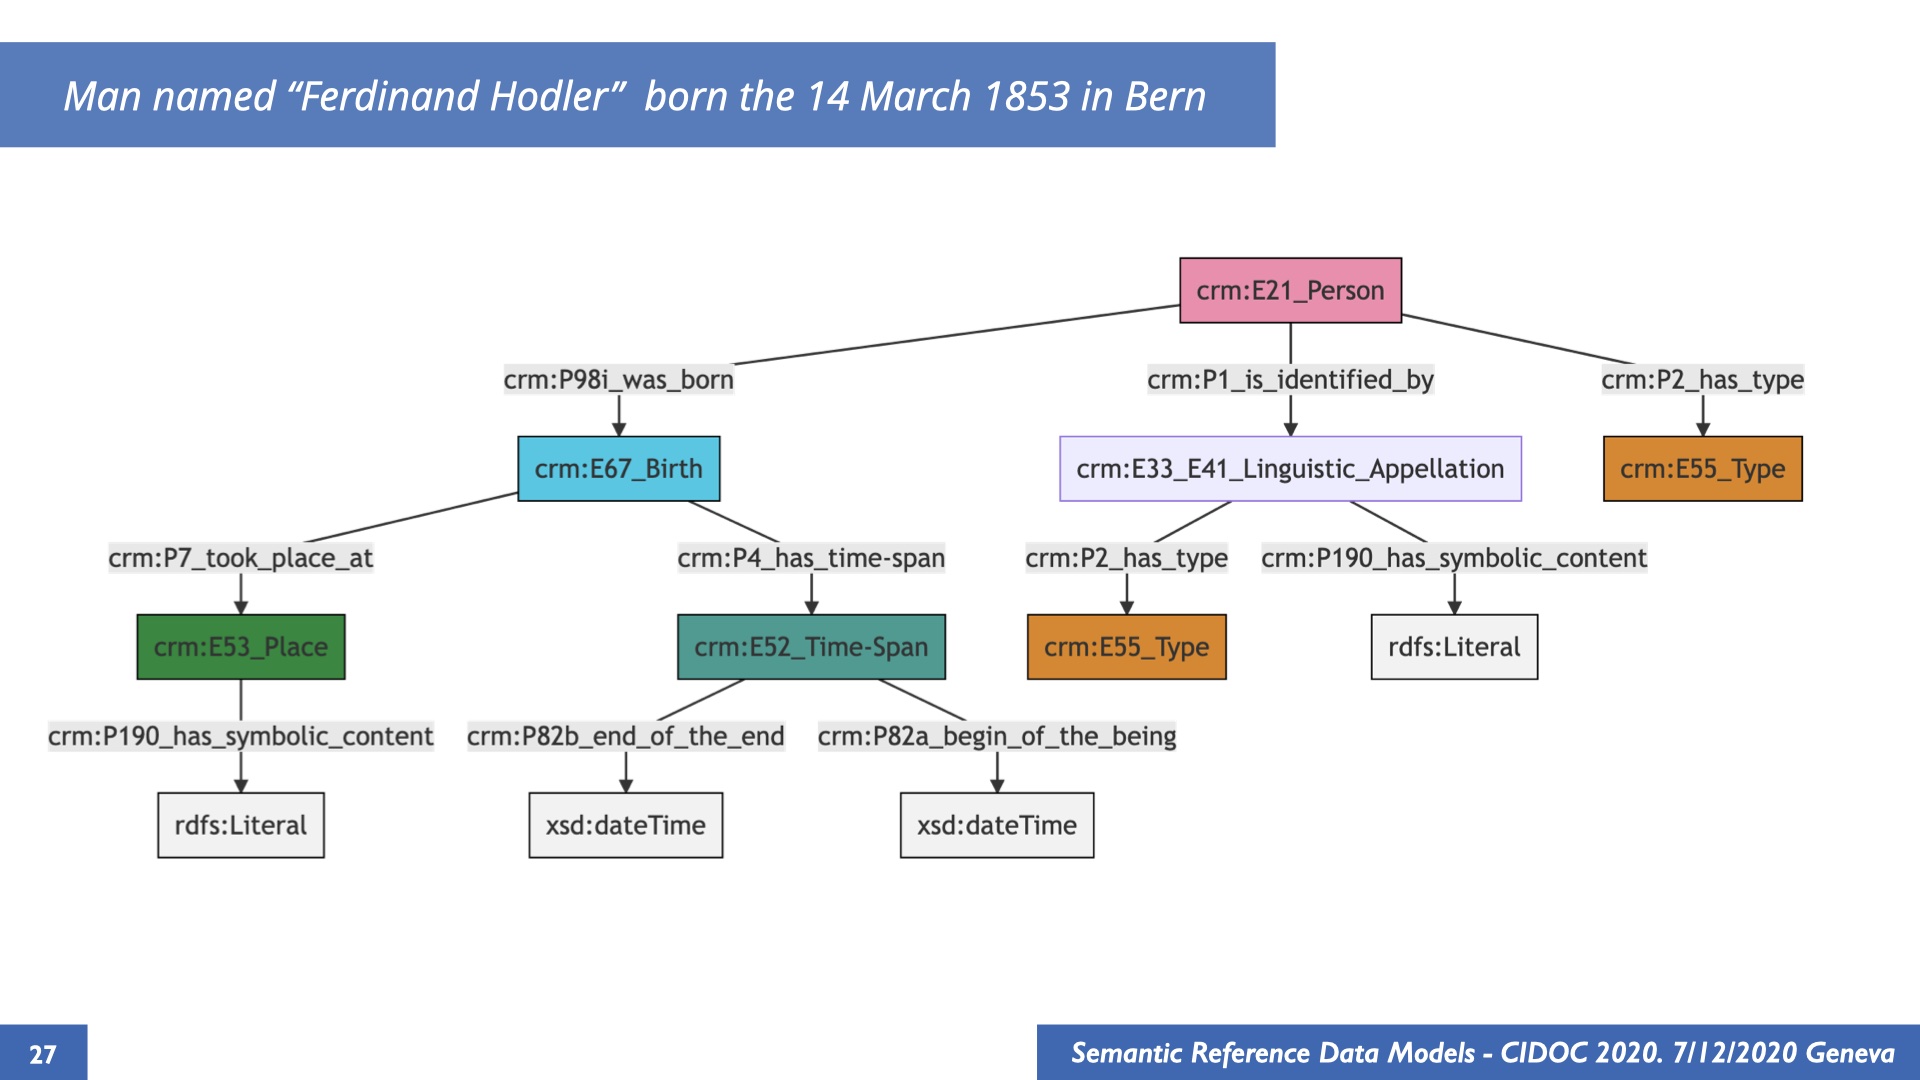 Man named “Ferdinand Hodler”  born the 14 March 1853 in Bern
crm:E21_Person
crm:P98i_was_born
crm:P1_is_identified_by
crm:P2_has_type
crm:E67_Birth
crm:E33_E41_Linguistic_Appellation
crm:E55_Type
crm:P7_took_place_at
crm:P4_has_time-span
crm:P2_has_type
crm:P190_has_symbolic_content
crm:E53_Place
crm:E52_Time-Span
crm:E55_Type
rdfs:Literal
crm:P190_has_symbolic_content
crm:P82b_end_of_the_end
crm:P82a_begin_of_the_being
rdfs:Literal
xsd:dateTime
xsd:dateTime
27
Semantic Reference Data Models - CIDOC 2020. 7/12/2020 Geneva